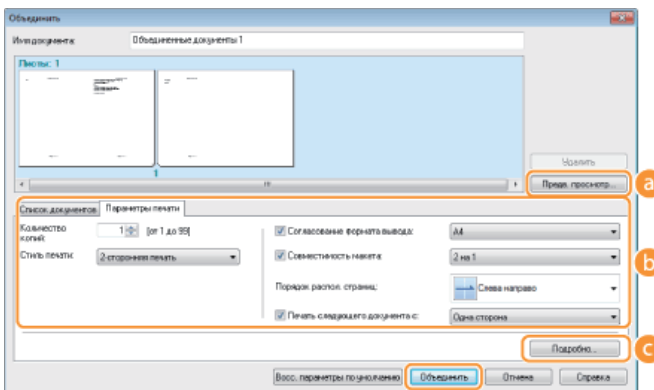 Объединить
Имя документа: Объединенные документы 1
Листы: 1
1
Удалить
Предв. просмотр... a
Список документов Параметры печати
Количество копий: 1 [от 1 до 99] Согласование формата вывода: A4
Стиль печати: 2-сторонняя печать Совместимость макета: 2 на 1
b
Порядок распол. страниц: Слева направо
Печать следующего документа с: Одна сторона
Подробно... c
Восс. параметры по умолчанию Объединить Отмена Справка